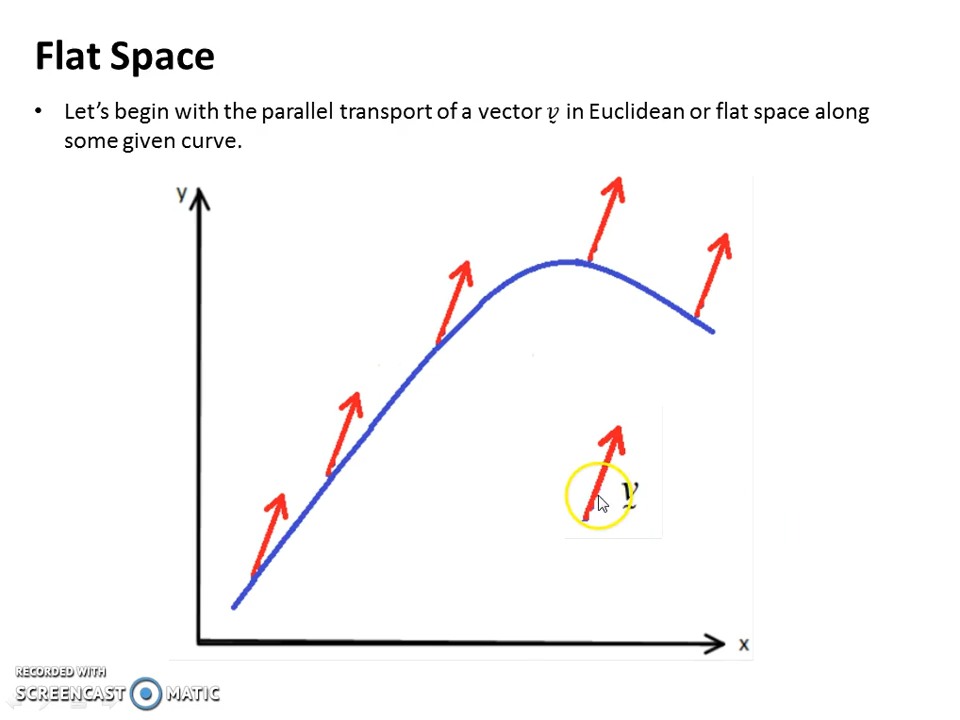 Flat Space
• Let's begin with the parallel transport of a vector v in Euclidean or flat space along
some given curve.
y
v
x
RECORDED WITH
SCREENCAST MATIC